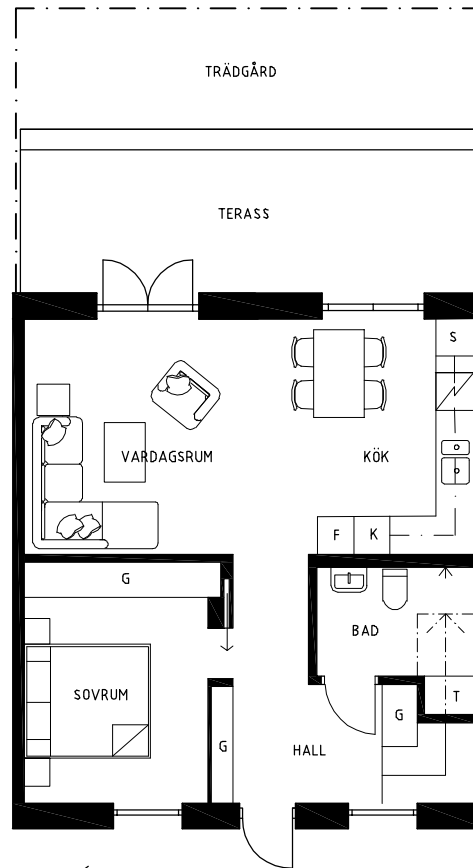 TRÄDGÅRD
TERASS
S
VARDAGSRUM
KÖK
F
K
G
BAD
SOVRUM
T
G
G
HALL